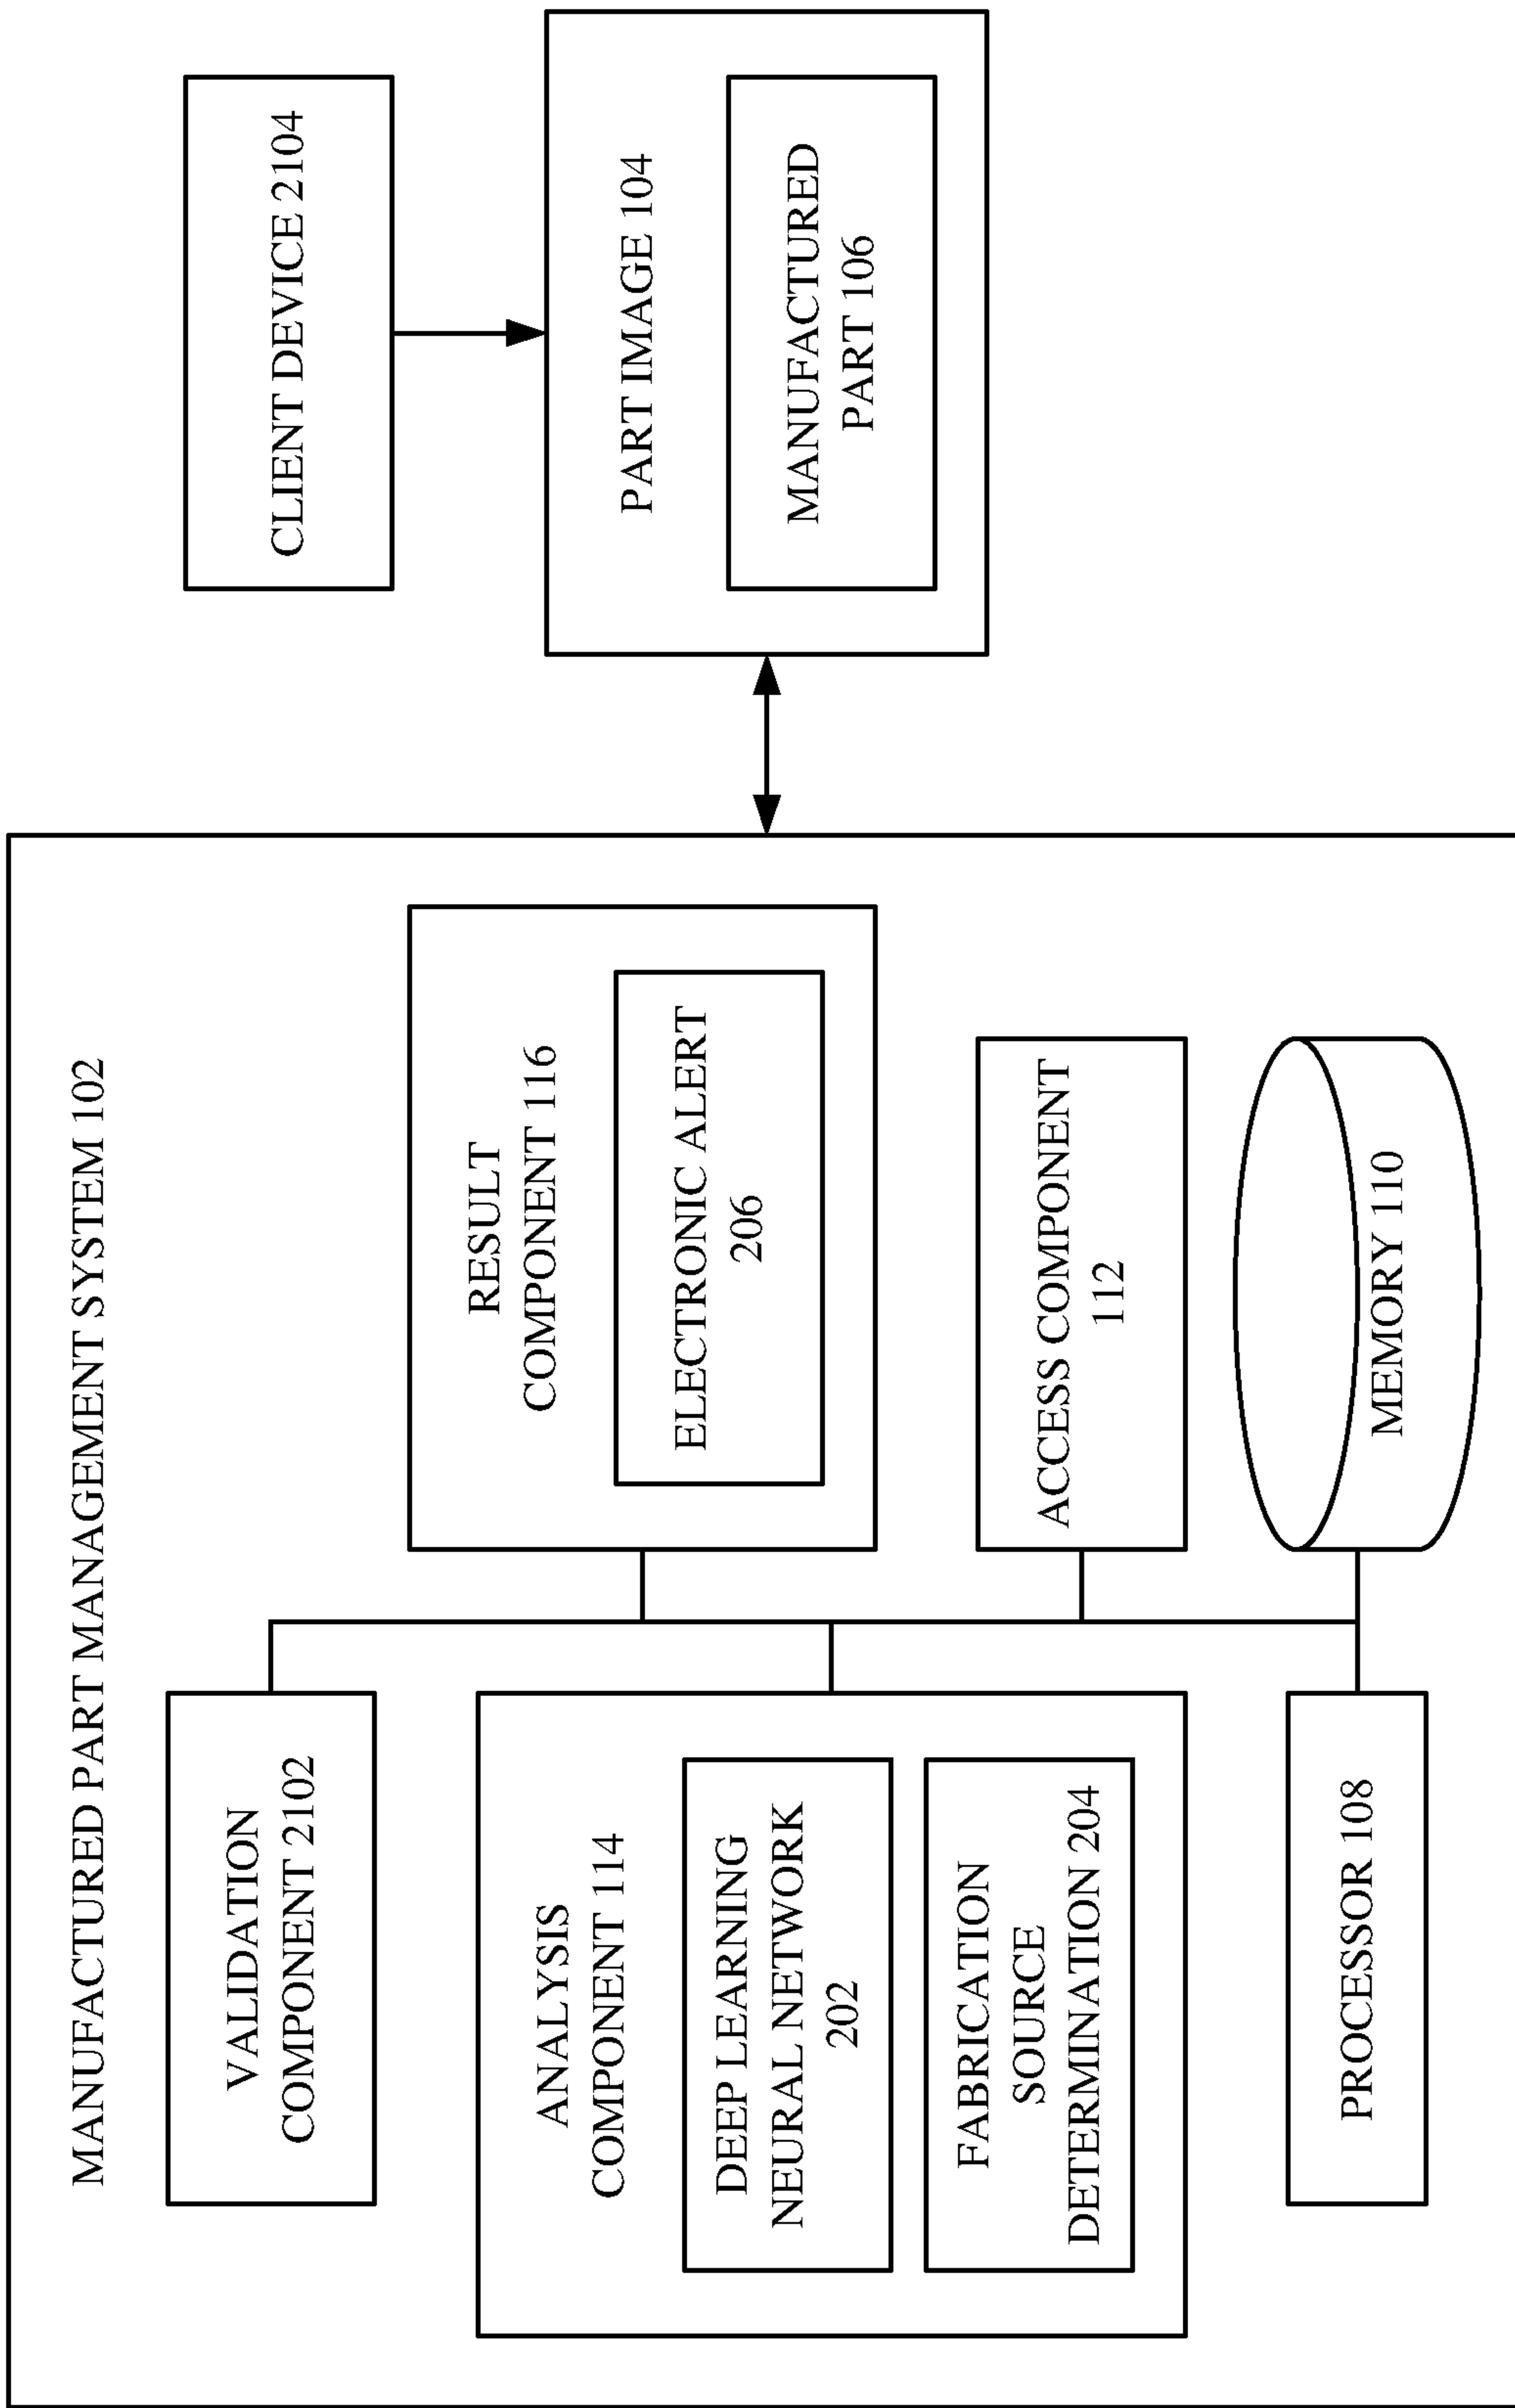 MANUFACTURED PART MANAGEMENT SYSTEM 102
VALIDATION
COMPONENT 2102
RESULT
COMPONENT 116
ELECTRONIC ALERT
206
ANALYSIS
COMPONENT 114
DEEP LEARNING
NEURAL NETWORK
202
FABRICATION
SOURCE
DETERMINATION 204
ACCESS COMPONENT
112
PROCESSOR 108
MEMORY 110
CLIENT DEVICE 2104
PART IMAGE 104
MANUFACTURED
PART 106